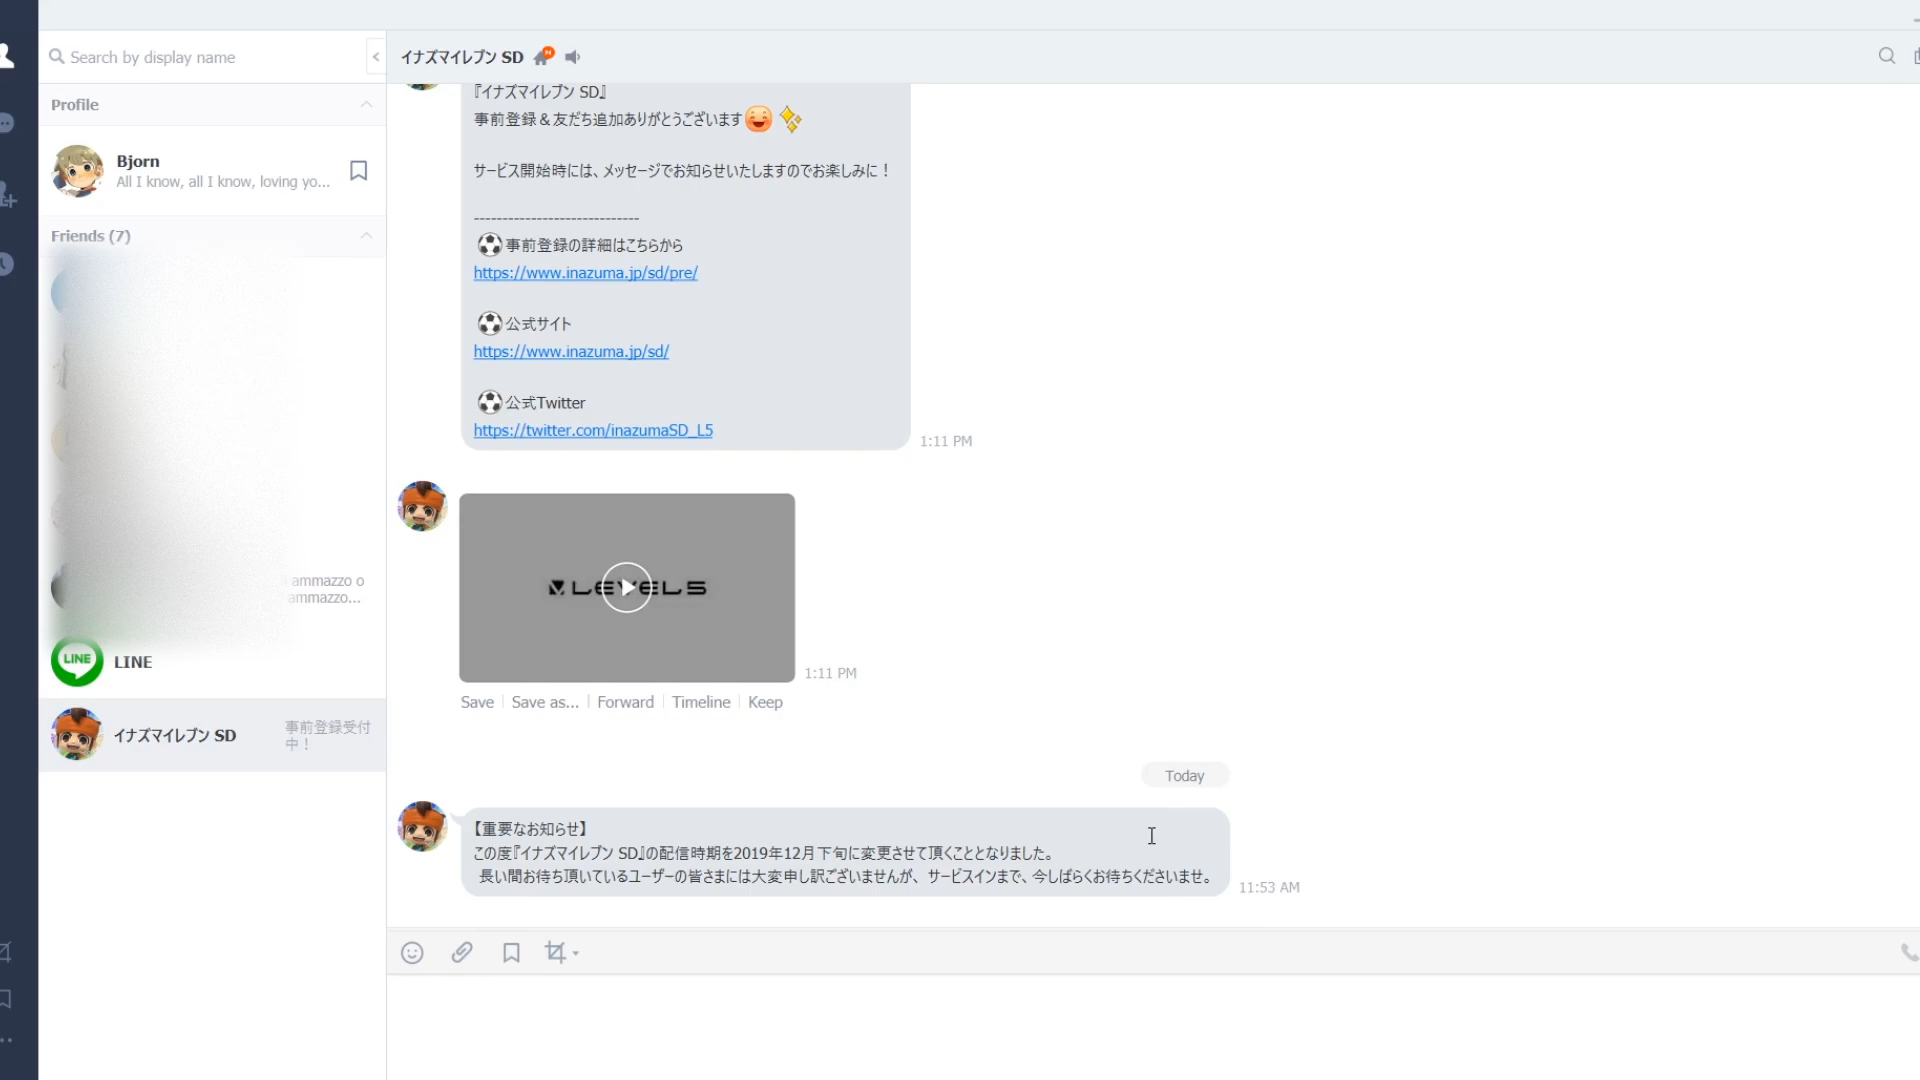 Search by display name
Profile
Bjorn
All I know, all I know, loving yo...
Friends (7)
ammazzo o
ammazzo...
LINE
LINE
イナズマイレブン SD
事前登録受付
中！
イナズマイレブン SD
『イナズマイレブン SD』
事前登録＆友だち追加ありがとうございます
サービス開始時には、メッセージでお知らせいたしますのでお楽しみに！
-----------------------------
事前登録の詳細はこちらから
https://www.inazuma.jp/sd/pre/
公式サイト
https://www.inazuma.jp/sd/
公式Twitter
https://twitter.com/inazumaSD_L5
1:11 PM
LEVEL5
1:11 PM
Save Save as... Forward Timeline Keep
Today
【重要なお知らせ】
この度『イナズマイレブン SD』の配信時期を2019年12月下旬に変更させて頂くこととなりました。
長い間お待ち頂いているユーザーの皆さまには大変申し訳ございませんが、サービスインまで、今しばらくお待ちくださいませ。
11:53 AM